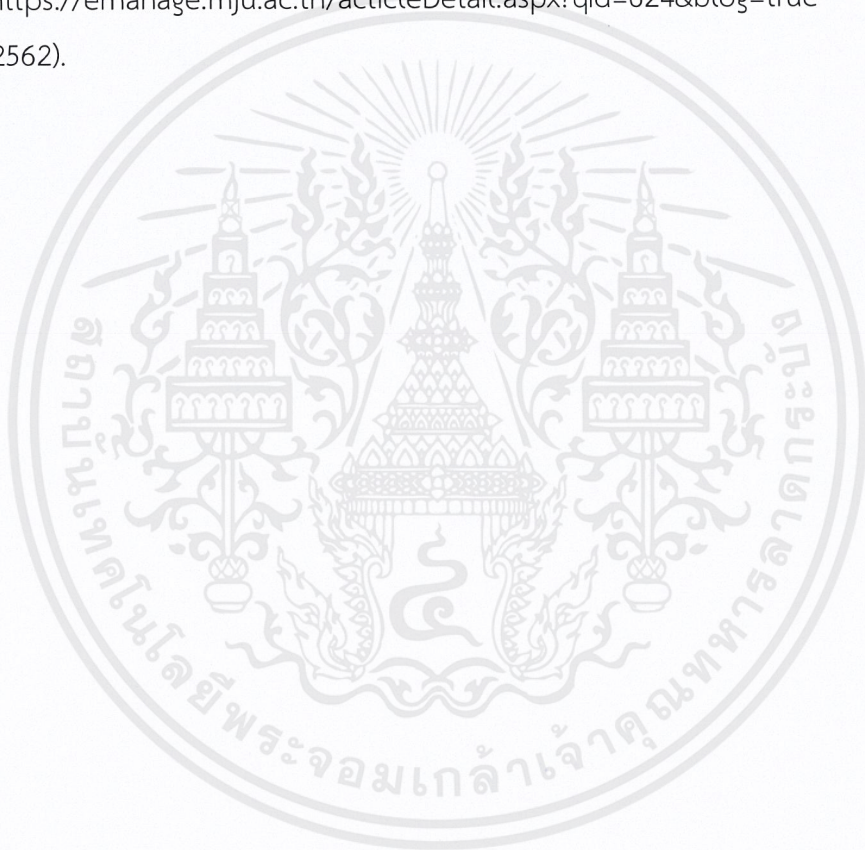 https://emanage.mju.ac.th/acticleDetail.aspx?qid=624&blog=true
2562).
สถาบันเทคโนโลยีพระจอมเกล้าเจ้าคุณทหารลาดกระบัง
๔